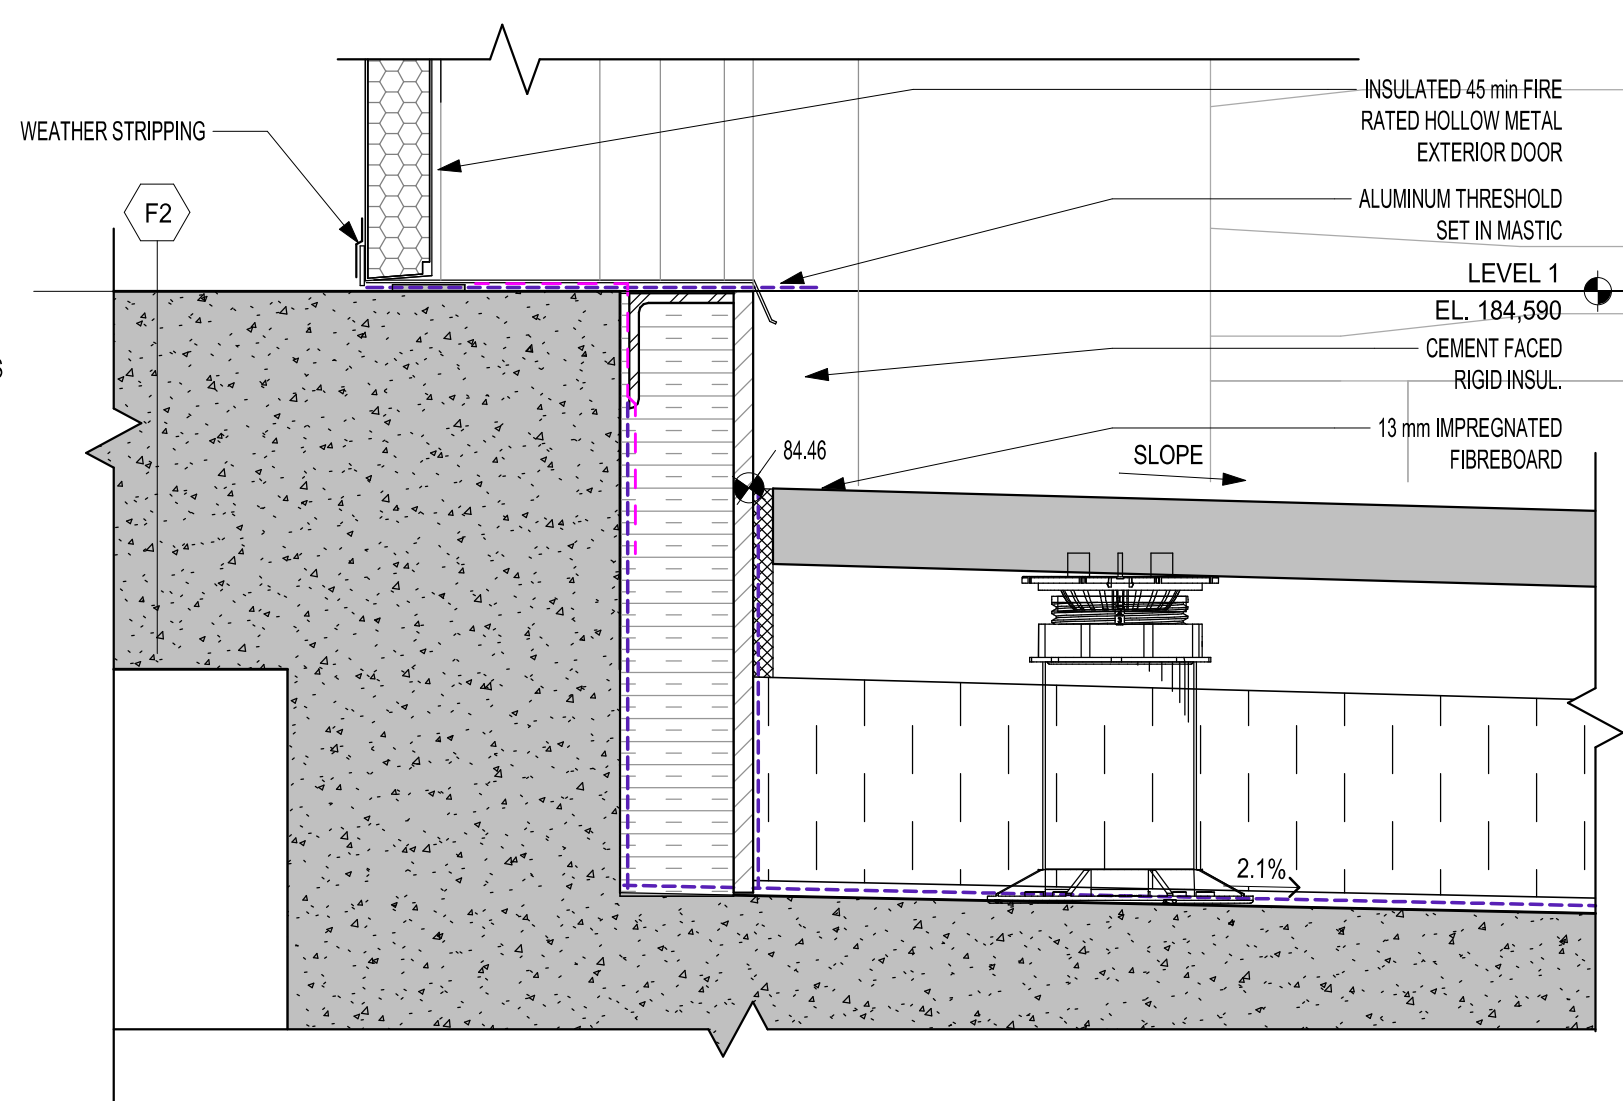 INSULATED 45 min FIRE
RATED HOLLOW METAL
EXTERIOR DOOR
WEATHER STRIPPING
ALUMINUM THRESHOLD
SET IN MASTIC
F2
LEVEL 1
EL. 184,590
CEMENT FACED
RIGID INSUL.
13 mm IMPREGNATED
FIBREBOARD
84.46
SLOPE
2.1%